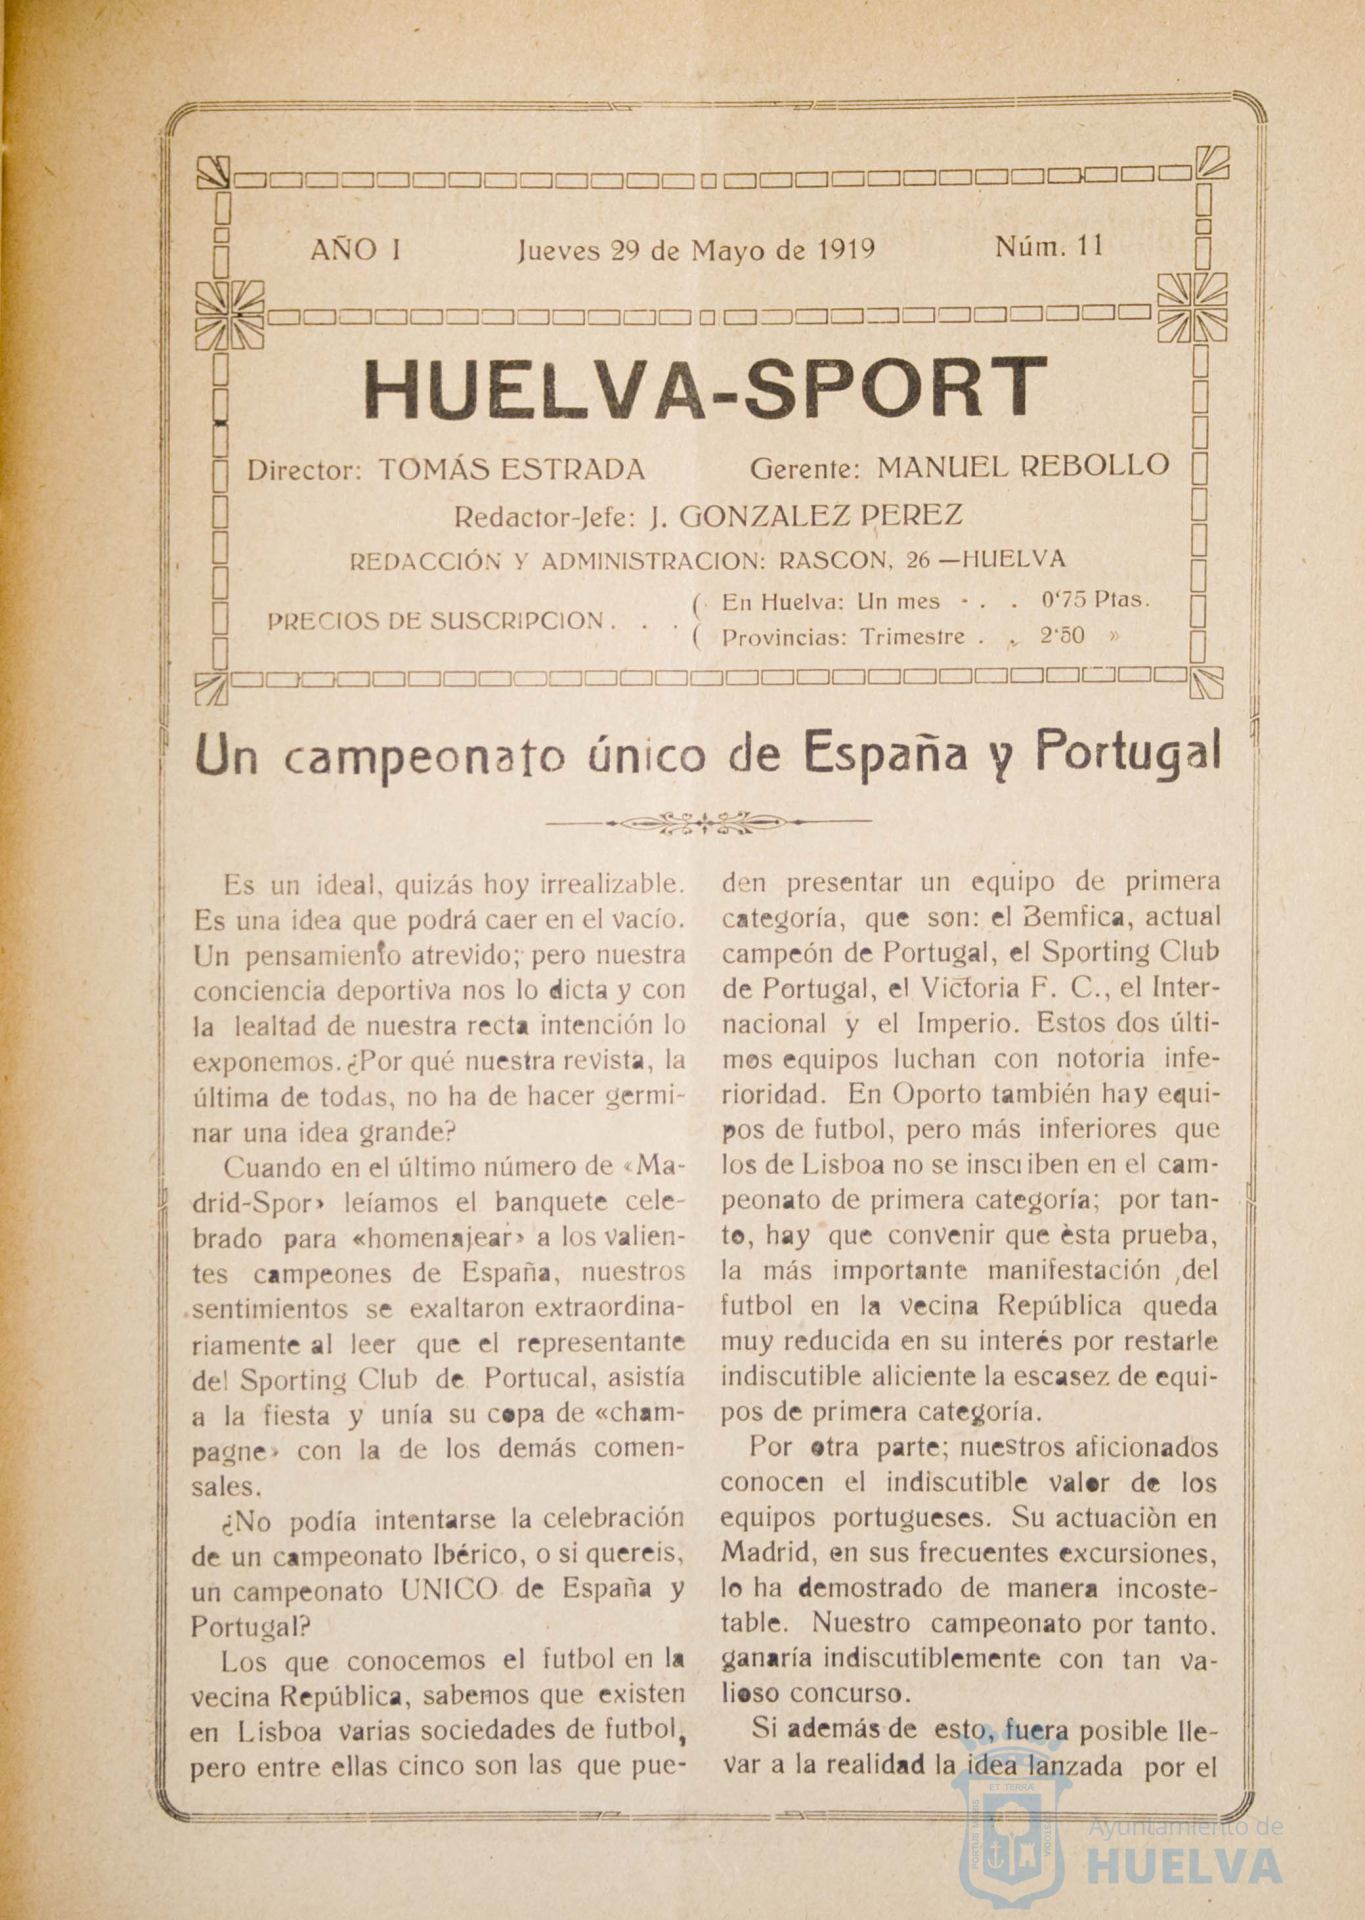 AÑO I Jueves 29 de Mayo de 1919 Núm. 11
HUELVA-SPORT
Director: TOMÁS ESTRADA Gerente: MANUEL REBOLLO
Redactor-Jefe: J. GONZALEZ PEREZ
REDACCIÓN Y ADMINISTRACION: RASCON, 26 —HUELVA
PRECIOS DE SUSCRIPCION. . . ( En Huelva: Un mes - . . 0'75 Ptas.
( Provincias: Trimestre . . 2'50 »
Un campeonato único de España y Portugal
Es un ideal, quizás hoy irrealizable.
Es una idea que podrá caer en el vacío.
Un pensamiento atrevido; pero nuestra
conciencia deportiva nos lo dicta y con
la lealtad de nuestra recta intención lo
exponemos. ¿Por qué nuestra revista, la
última de todas, no ha de hacer germi-
nar una idea grande?
Cuando en el último número de «Ma-
drid-Spor» leíamos el banquete cele-
brado para «homenajear» a los valien-
tes campeones de España, nuestros
sentimientos se exaltaron extraordina-
riamente al leer que el representante
del Sporting Club de Portucal, asistía
a la fiesta y unía su copa de «cham-
pagne» con la de los demás comen-
sales.
¿No podía intentarse la celebración
de un campeonato Ibérico, o si quereis,
un campeonato UNICO de España y
Portugal?
Los que conocemos el futbol en la
vecina República, sabemos que existen
en Lisboa varias sociedades de futbol,
pero entre ellas cinco son las que pue-
den presentar un equipo de primera
categoría, que son: el Bemfica, actual
campeón de Portugal, el Sporting Club
de Portugal, el Victoria F. C., el Inter-
nacional y el Imperio. Estos dos últi-
mos equipos luchan con notoria infe-
rioridad. En Oporto también hay equi-
pos de futbol, pero más inferiores que
los de Lisboa no se inscriben en el cam-
peonato de primera categoría; por tan-
to, hay que convenir que èsta prueba,
la más importante manifestación ,del
futbol en la vecina República queda
muy reducida en su interés por restarle
indiscutible aliciente la escasez de equi-
pos de primera categoría.
Por otra parte; nuestros aficionados
conocen el indiscutible valor de los
equipos portugueses. Su actuaciòn en
Madrid, en sus frecuentes excursiones,
lo ha demostrado de manera incoste-
table. Nuestro campeonato por tanto.
ganaría indiscutiblemente con tan va-
lioso concurso.
Si además de esto, fuera posible lle-
var a la realidad la idea lanzada por el
PORTUS MARIS ET TERRÆ CUSTODIA
Ayuntamiento de
HUELVA